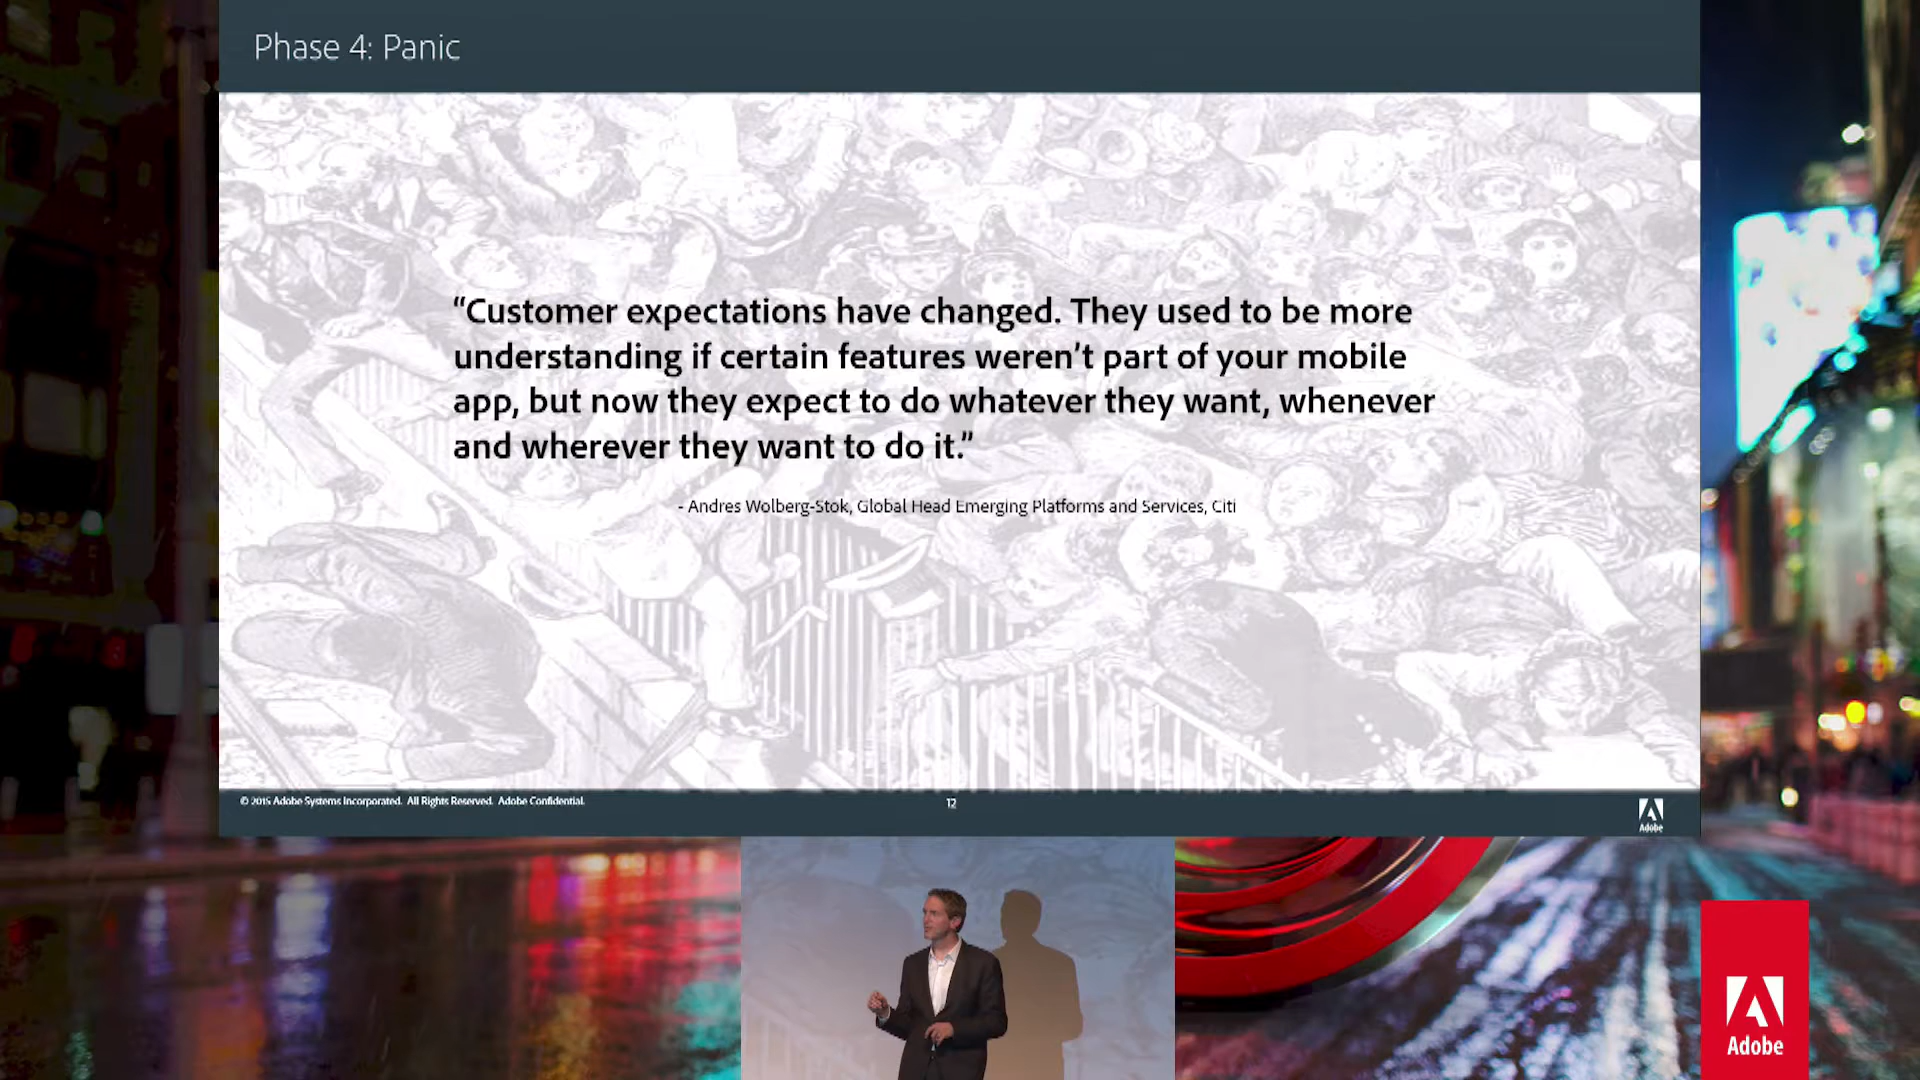 Phase 4: Panic
“Customer expectations have changed. They used to be more
understanding if certain features weren’t part of your mobile
app, but now they expect to do whatever they want, whenever
and wherever they want to do it.”
- Andres Wolberg-Stok, Global Head Emerging Platforms and Services, Citi
© 2015 Adobe Systems Incorporated. All Rights Reserved. Adobe Confidential.
12
Adobe
Adobe